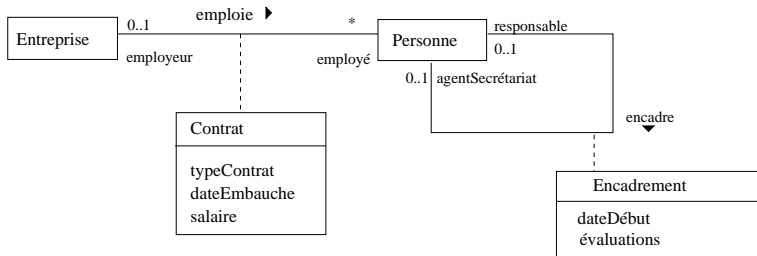 emploie
0..1
*
Entreprise
Personne
responsable
0..1
employeur
employé
0..1
agentSecrétariat
encadre
Contrat
typeContrat
dateEmbauche
salaire
Encadrement
dateDébut
évaluations